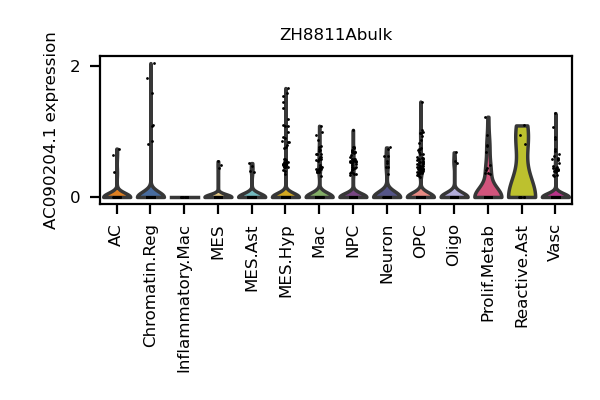 ZH8811Abulk
AC090204.1 expression
2
0
AC
Chromatin.Reg
Inflammatory.Mac
MES
MES.Ast
MES.Hyp
Mac
NPC
Neuron
OPC
Oligo
Prolif.Metab
Reactive.Ast
Vasc